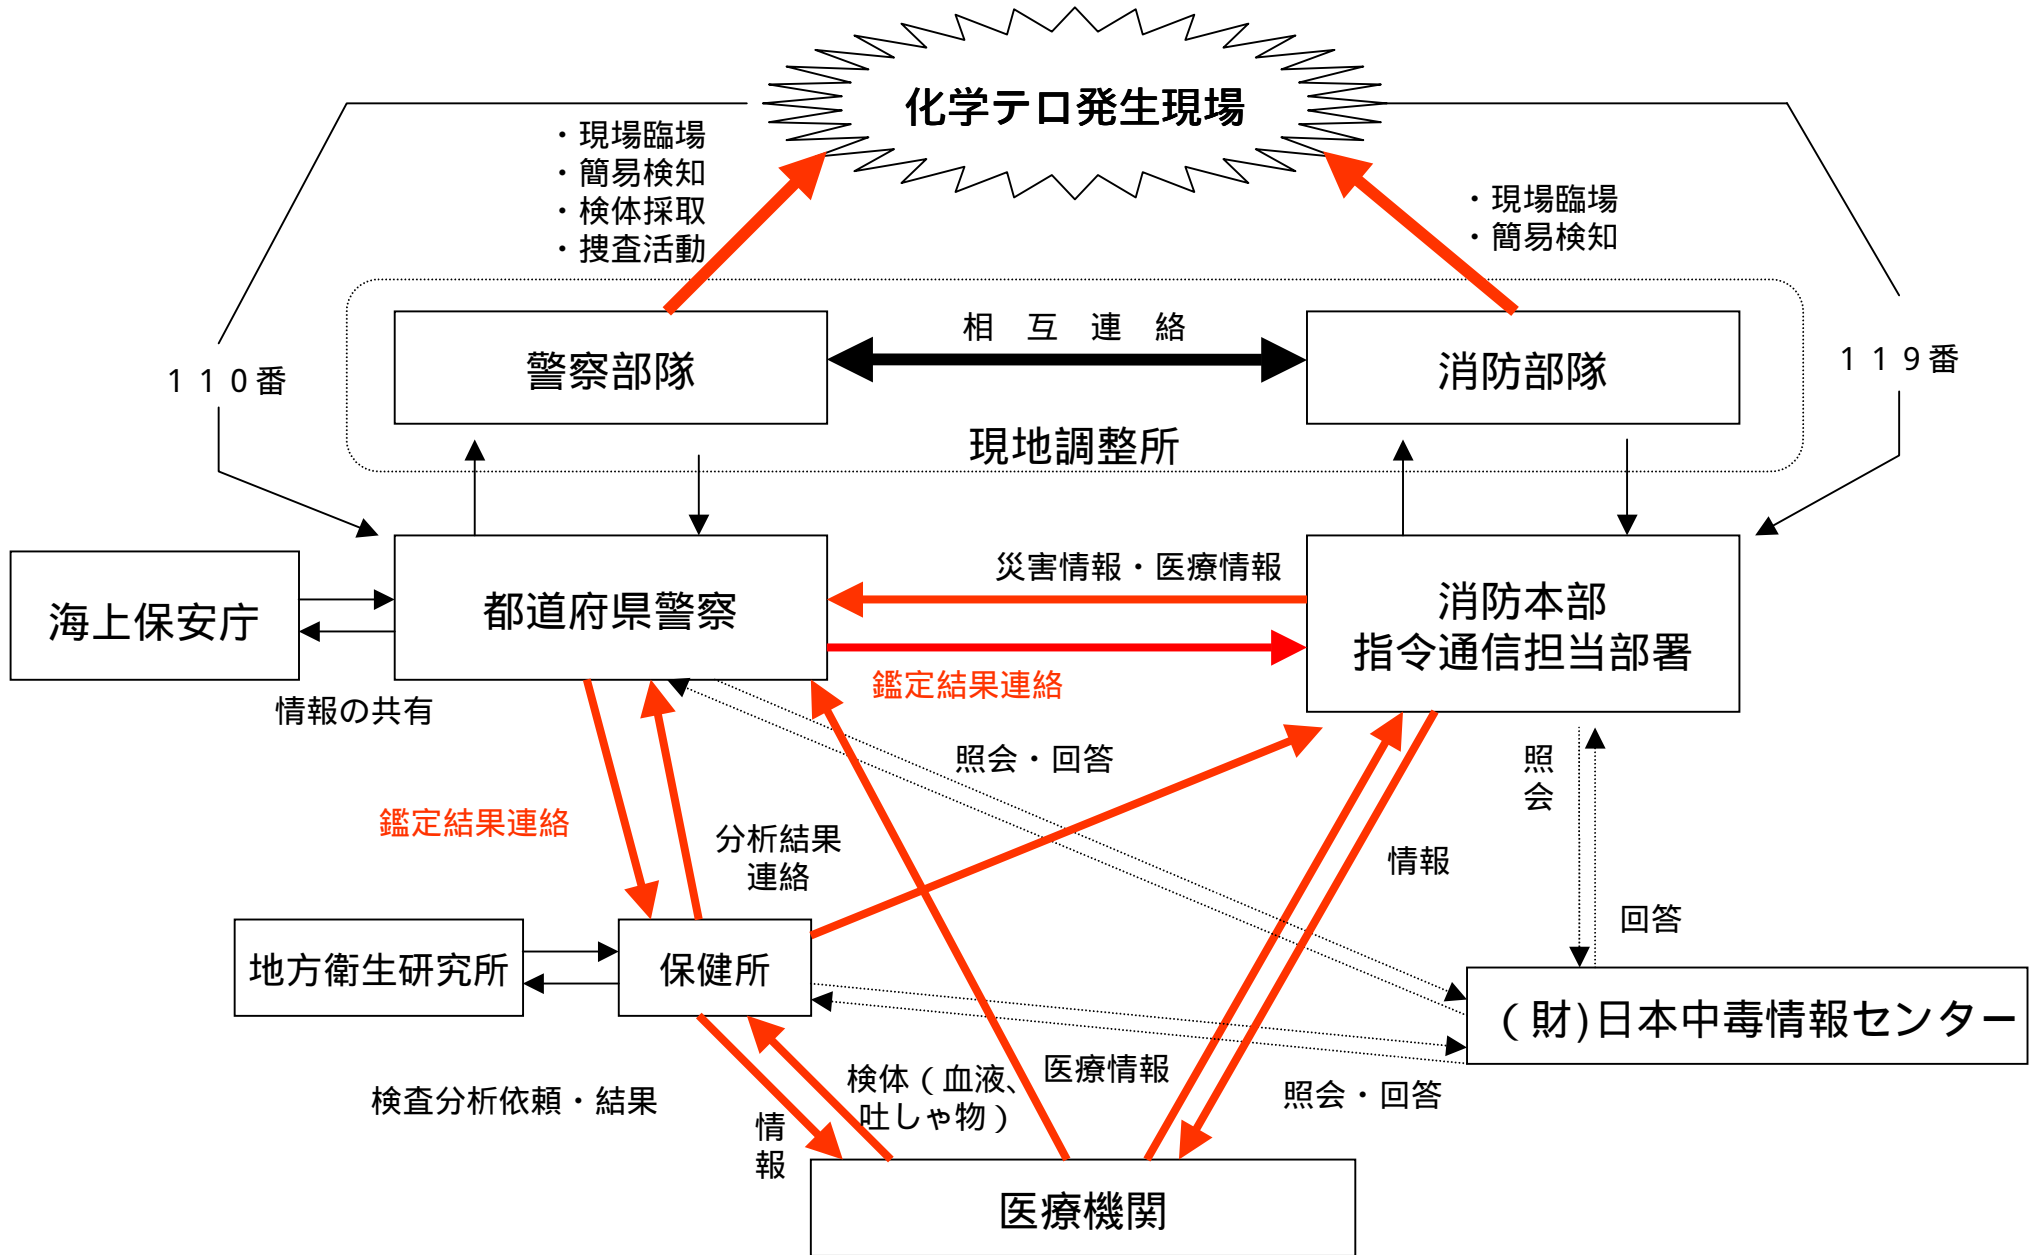 化学テロ発生現場
・現場臨場
・簡易検知
・検体採取
・捜査活動
・現場臨場
・簡易検知
相　互　連　絡
警察部隊
消防部隊
１１０番
１１９番
現地調整所
海上保安庁
都道府県警察
災害情報・医療情報
消防本部
指令通信担当部署
鑑定結果連絡
情報の共有
照会・回答
照
会
鑑定結果連絡
分析結果
連絡
情報
回答
地方衛生研究所
保健所
（財)日本中毒情報センター
検査分析依頼・結果
情
報
検体（血液、
吐しゃ物）
医療情報
照会・回答
医療機関